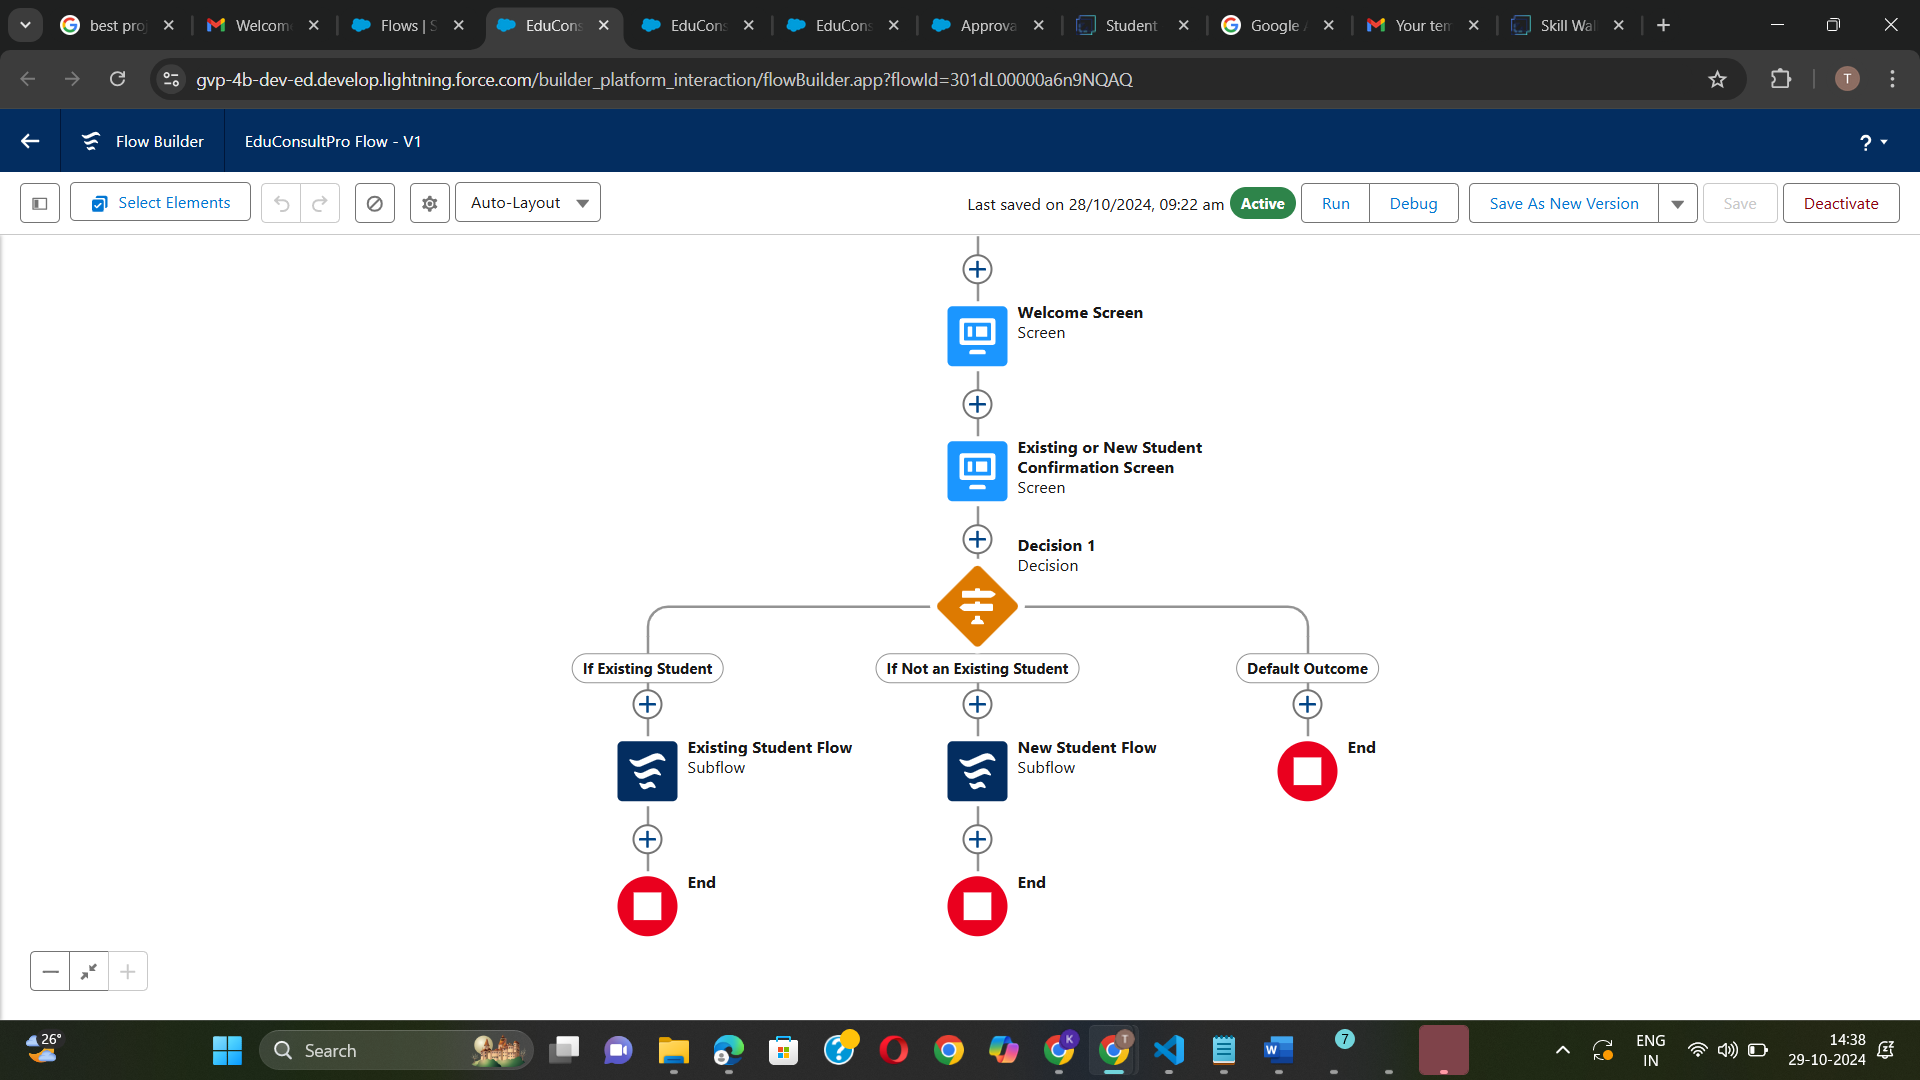 best proj
Welcom
Flows | S
EduCons
EduCons
EduCons
Approva
Student
Google A
Your tem
Skill Wal
gvp-4b-dev-ed.develop.lightning.force.com/builder_platform_interaction/flowBuilder.app?flowId=301dL00000a6n9NQAQ
T
Flow Builder
EduConsultPro Flow - V1
?
Select Elements
Auto-Layout
Last saved on 28/10/2024, 09:22 am
Active
Run
Debug
Save As New Version
Save
Deactivate
Welcome Screen
Screen
Existing or New Student
Confirmation Screen
Screen
Decision 1
Decision
If Existing Student
If Not an Existing Student
Default Outcome
Existing Student Flow
Subflow
New Student Flow
Subflow
End
End
End
26°
Search
K
T
W
7
ENG
IN
14:38
29-10-2024